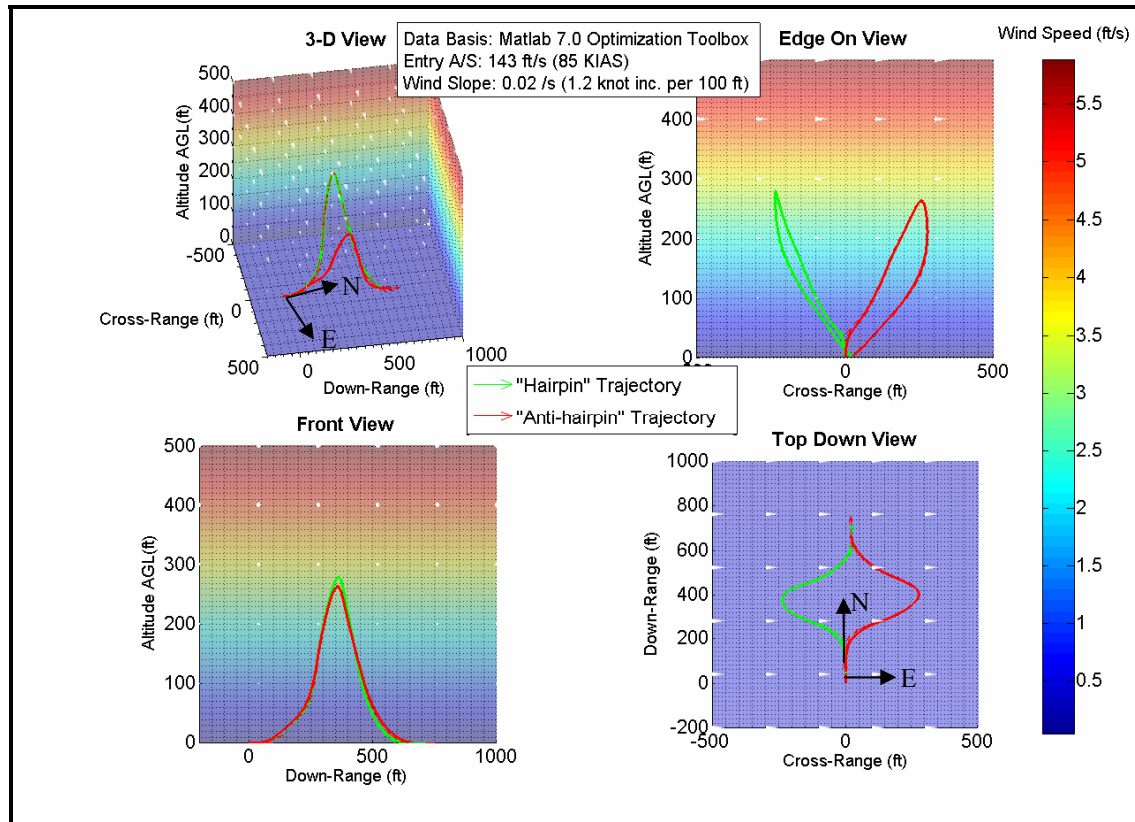 3-D View
Data Basis: Matlab 7.0 Optimization Toolbox
Entry A/S: 143 ft/s (85 KIAS)
Wind Slope: 0.02 /s (1.2 knot inc. per 100 ft)
Altitude AGL(ft)
500
400
300
200
100
0
-500
0
500
Cross-Range (ft)
0
500
1000
Down-Range (ft)
N
E
Edge On View
Altitude AGL(ft)
400
300
200
100
0
-500
0
500
Cross-Range (ft)
Wind Speed (ft/s)
5.5
5
4.5
4
3.5
3
2.5
2
1.5
1
0.5
"Hairpin" Trajectory
"Anti-hairpin" Trajectory
Front View
Altitude AGL(ft)
500
400
300
200
100
0
0
500
1000
Down-Range (ft)
Top Down View
Down-Range (ft)
1000
800
600
400
200
0
-200
-500
0
500
Cross-Range (ft)
N
E